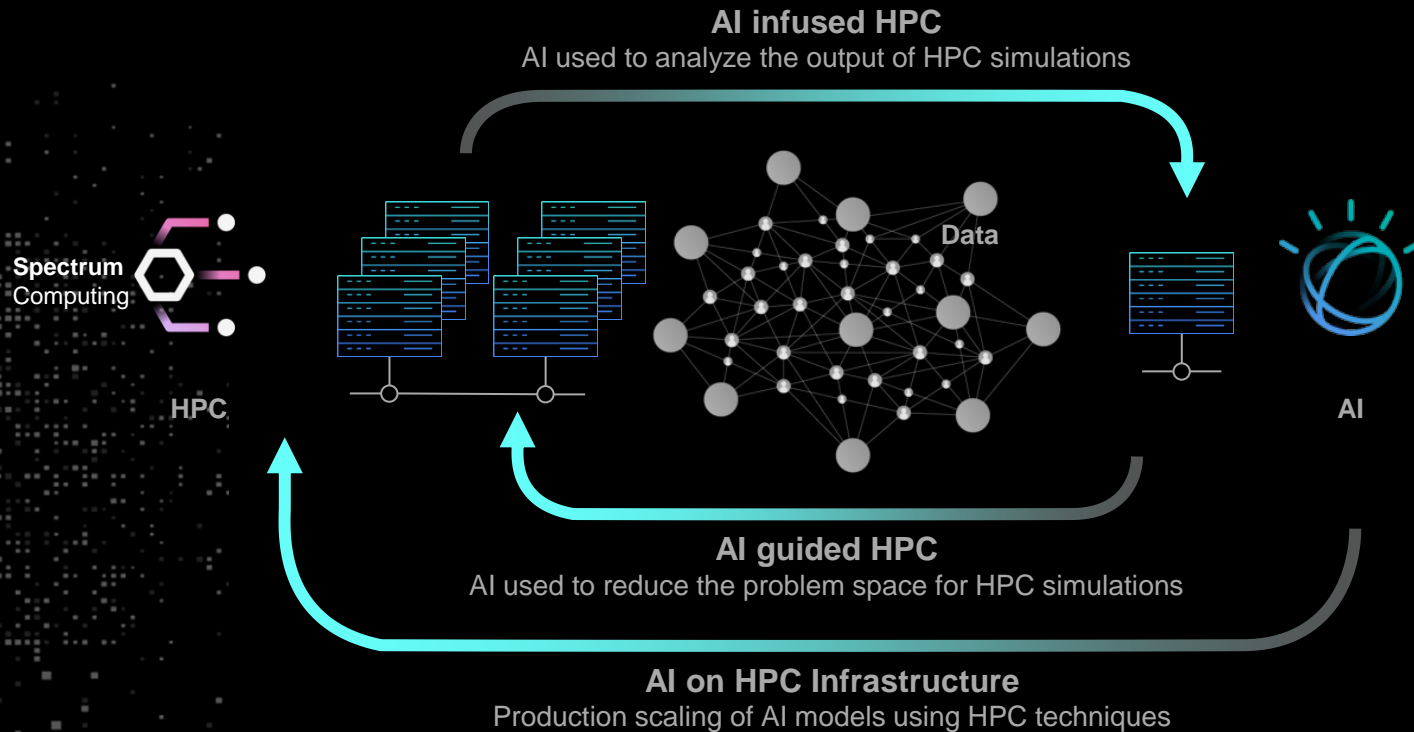 AI infused HPC
AI used to analyze the output of HPC simulations
Data
Spectrum
Computing
HPC
AI
AI guided HPC
AI used to reduce the problem space for HPC simulations
AI on HPC Infrastructure
Production scaling of AI models using HPC techniques